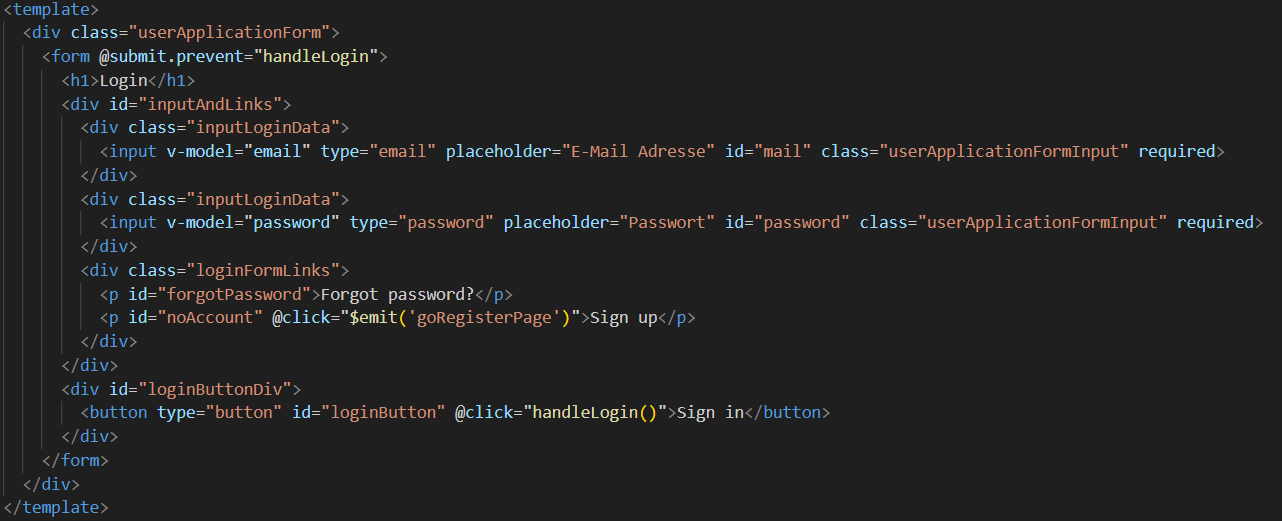 <template>
<div class="userApplicationForm">
<form @submit.prevent="handleLogin">
<h1>Login</h1>
<div id="inputAndLinks">
<div class="inputLoginData">
<input v-model="email" type="email" placeholder="E-Mail Adresse" id="mail" class="userApplicationFormInput" required>
</div>
<div class="inputLoginData">
<input v-model="password" type="password" placeholder="Passwort" id="password" class="userApplicationFormInput" required>
</div>
<div class="loginFormLinks">
<p id="forgotPassword">Forgot password?</p>
<p id="noAccount" @click="$emit('goRegisterPage')">Sign up</p>
</div>
</div>
<div id="loginButtonDiv">
<button type="button" id="loginButton" @click="handleLogin()">Sign in</button>
</div>
</form>
</div>
</template>